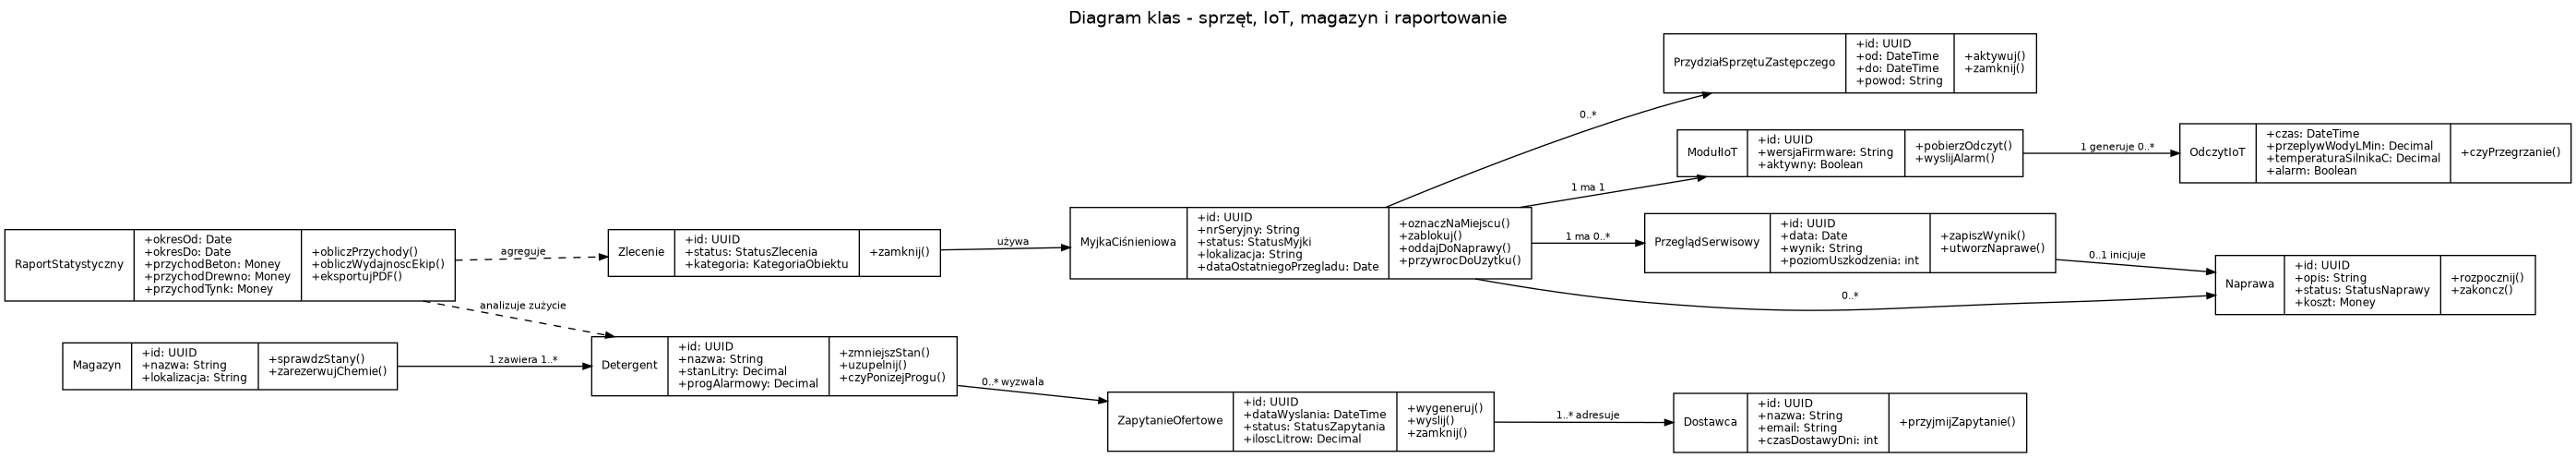 Diagram klas - sprzęt, IoT, magazyn i raportowanie
PrzydziałSprzętuZastępczego
+id: UUID
+od: DateTime
+do: DateTime
+powod: String
+aktywuj()
+zamknij()
0..*
ModułIoT
+id: UUID
+wersjaFirmware: String
+aktywny: Boolean
+pobierzOdczyt()
+wyslijAlarm()
1 generuje 0..*
OdczytIoT
+czas: DateTime
+przeplywWodyLMin: Decimal
+temperaturaSilnikaC: Decimal
+alarm: Boolean
+czyPrzegrzanie()
1 ma 1
RaportStatystyczny
+okresOd: Date
+okresDo: Date
+przychodBeton: Money
+przychodDrewno: Money
+przychodTynk: Money
+obliczPrzychody()
+obliczWydajnoscEkip()
+eksportujPDF()
agreguje
Zlecenie
+id: UUID
+status: StatusZlecenia
+kategoria: KategoriaObiektu
+zamknij()
używa
MyjkaCiśnieniowa
+id: UUID
+nrSeryjny: String
+status: StatusMyjki
+lokalizacja: String
+dataOstatniegoPrzegladu: Date
+oznaczNaMiejscu()
+zablokuj()
+oddajDoNaprawy()
+przywrocDoUzytku()
1 ma 0..*
PrzeglądSerwisowy
+id: UUID
+data: Date
+wynik: String
+poziomUszkodzenia: int
+zapiszWynik()
+utworzNaprawe()
0..1 inicjuje
Naprawa
+id: UUID
+opis: String
+status: StatusNaprawy
+koszt: Money
+rozpocznij()
+zakoncz()
0..*
analizuje zużycie
Magazyn
+id: UUID
+nazwa: String
+lokalizacja: String
+sprawdzStany()
+zarezerwujChemie()
1 zawiera 1..*
Detergent
+id: UUID
+nazwa: String
+stanLitry: Decimal
+progAlarmowy: Decimal
+zmniejszStan()
+uzupelnij()
+czyPonizejProgu()
0..* wyzwala
ZapytanieOfertowe
+id: UUID
+dataWyslania: DateTime
+status: StatusZapytania
+iloscLitrow: Decimal
+wygeneruj()
+wyslij()
+zamknij()
1..* adresuje
Dostawca
+id: UUID
+nazwa: String
+email: String
+czasDostawyDni: int
+przyjmijZapytanie()